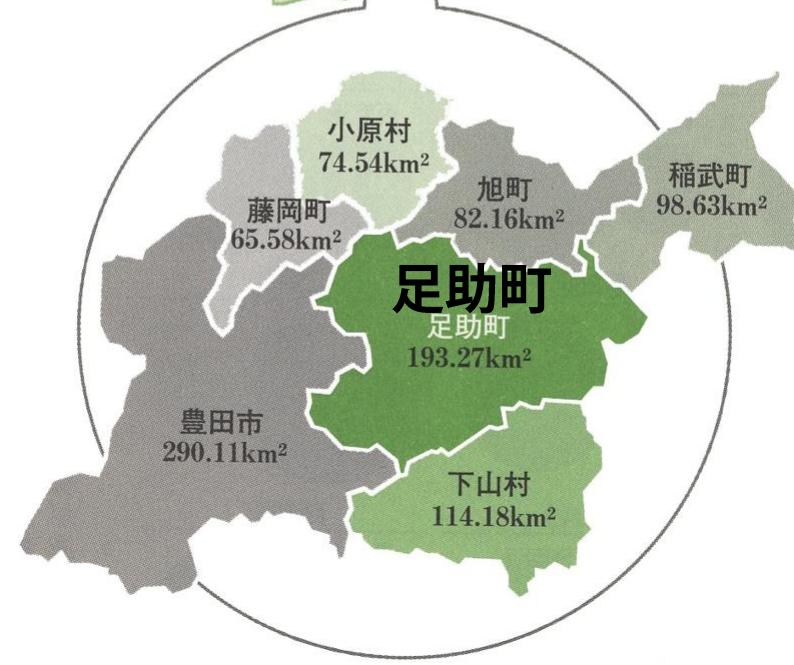 小原村
74.54km²
藤岡町
65.58km²
旭町
82.16km²
稲武町
98.63km²
足助町
足助町
193.27km²
豊田市
290.11km²
下山村
114.18km²